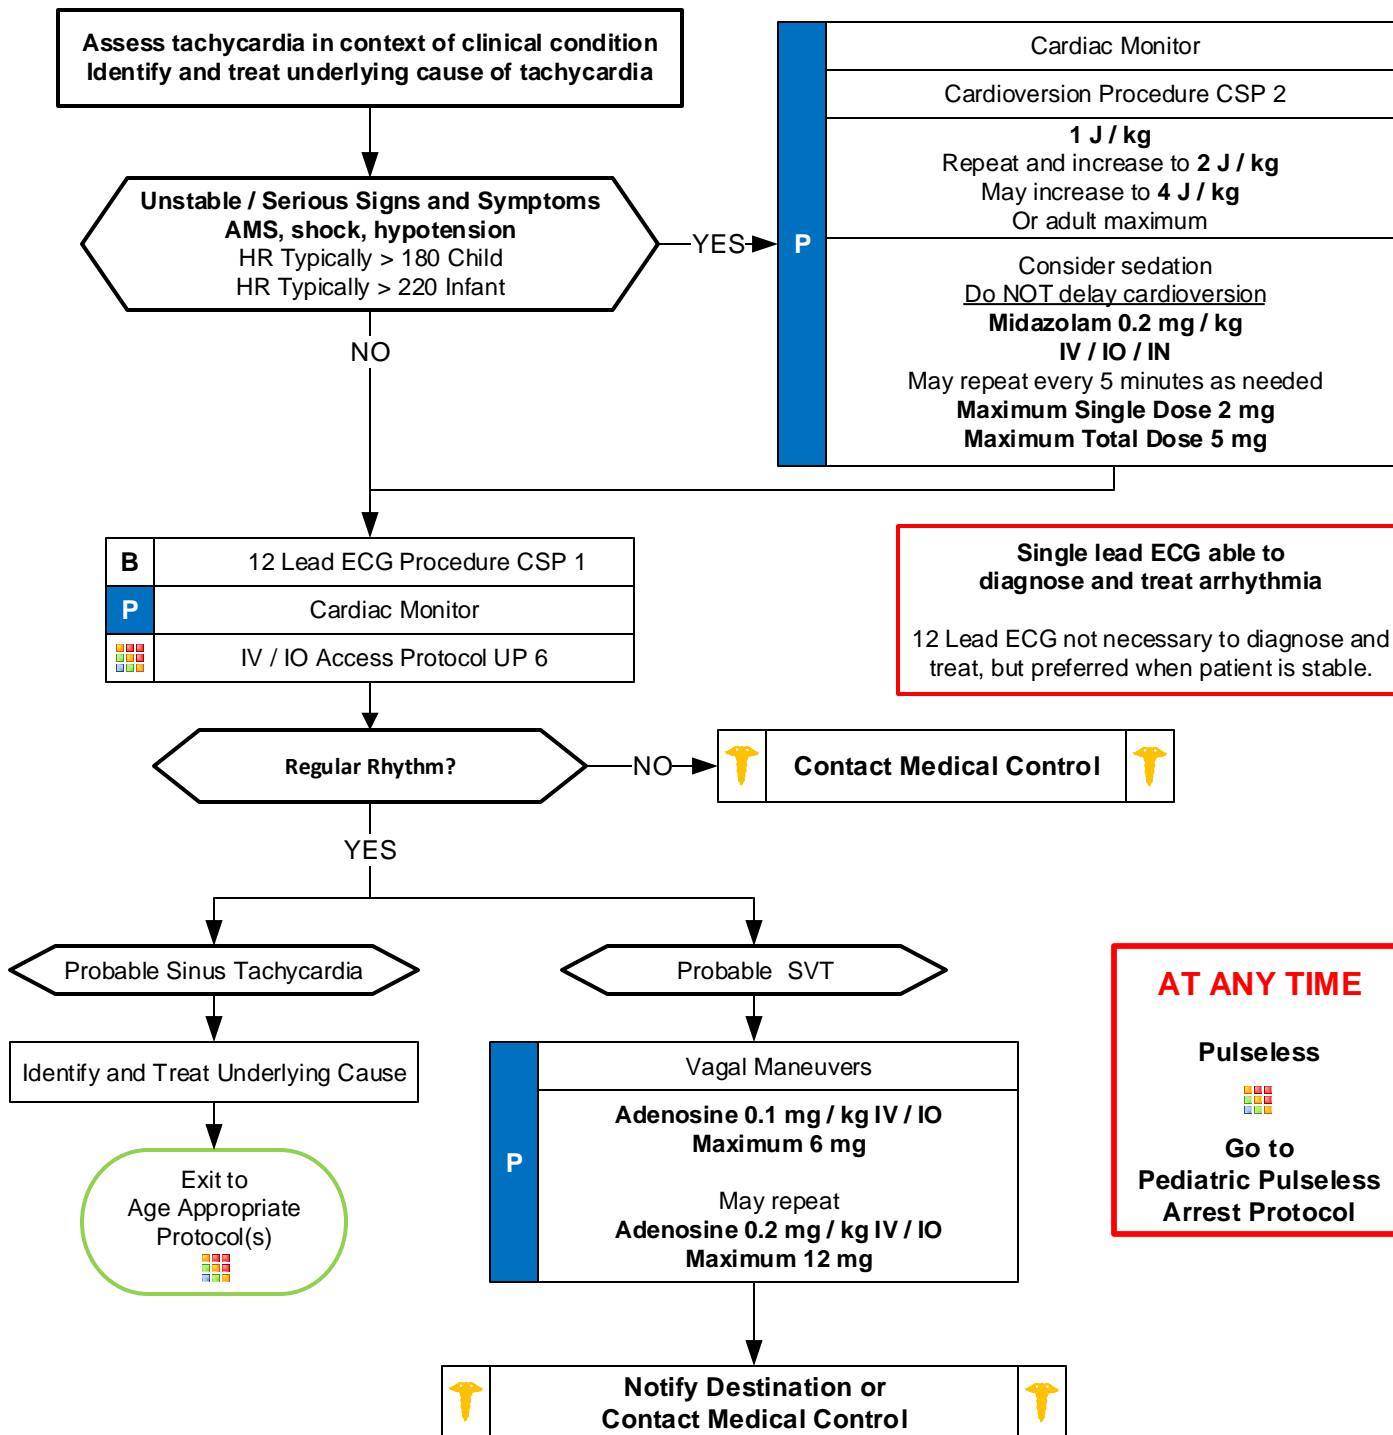 Assess tachycardia in context of clinical condition
Identify and treat underlying cause of tachycardia
Unstable / Serious Signs and Symptoms
AMS, shock, hypotension
HR Typically > 180 Child
HR Typically > 220 Infant
YES
NO
P
Cardiac Monitor
Cardioversion Procedure CSP 2
1 J / kg
Repeat and increase to 2 J / kg
May increase to 4 J / kg
Or adult maximum
Consider sedation
Do NOT delay cardioversion
Midazolam 0.2 mg / kg
IV / IO / IN
May repeat every 5 minutes as needed
Maximum Single Dose 2 mg
Maximum Total Dose 5 mg
B
12 Lead ECG Procedure CSP 1
P
Cardiac Monitor
IV / IO Access Protocol UP 6
Single lead ECG able to
diagnose and treat arrhythmia
12 Lead ECG not necessary to diagnose and
treat, but preferred when patient is stable.
Regular Rhythm?
NO
Contact Medical Control
YES
Probable Sinus Tachycardia
Identify and Treat Underlying Cause
Exit to
Age Appropriate
Protocol(s)
Probable SVT
P
Vagal Maneuvers
Adenosine 0.1 mg / kg IV / IO
Maximum 6 mg
May repeat
Adenosine 0.2 mg / kg IV / IO
Maximum 12 mg
Notify Destination or
Contact Medical Control
AT ANY TIME
Pulseless
Go to
Pediatric Pulseless
Arrest Protocol